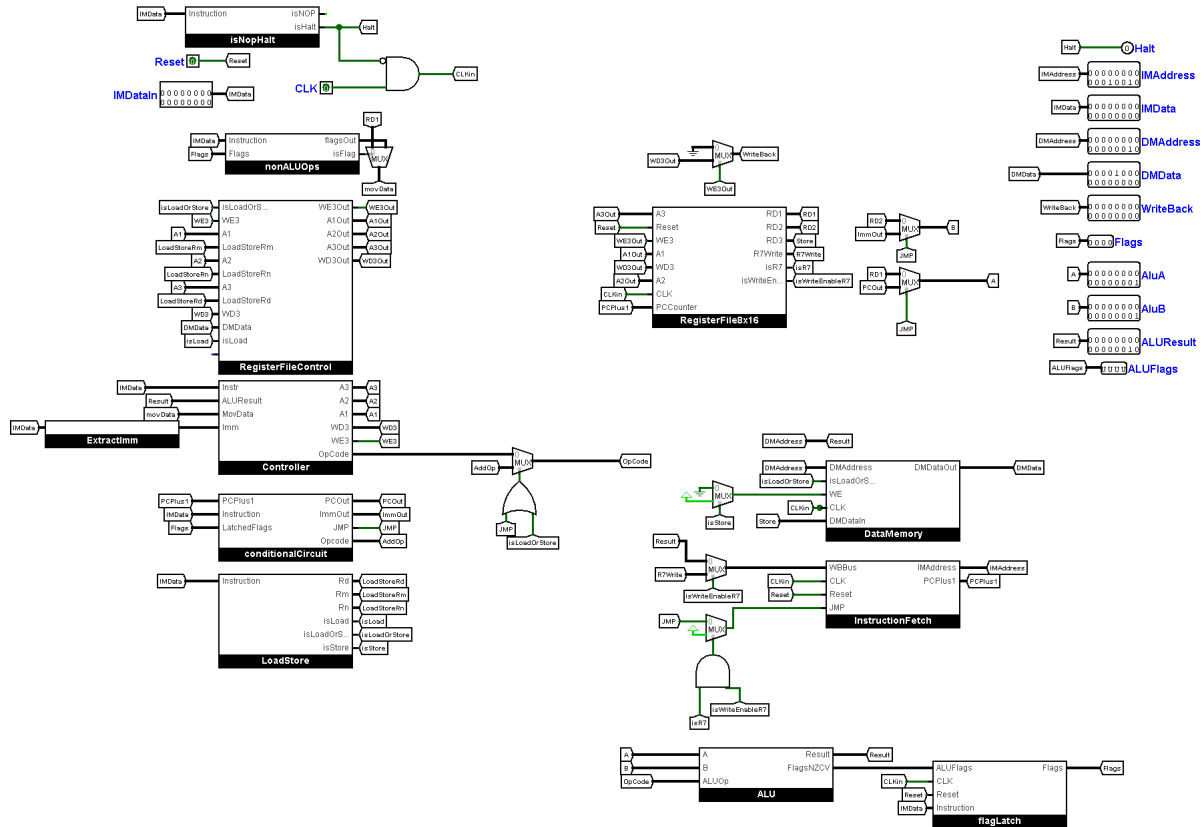 IMData
Instruction
isNOP
isHalt
isNopHalt
Halt
Reset
Reset
CLK
CLKin
IMDataIn
00000000
00000000
IMData
IMData
Flags
Instruction
Flags
flagsOut
isFlag
nonALUOps
RD1
MUX
movData
isLoadOrStore
WE3
A1
LoadStoreRm
A2
LoadStoreRn
A3
LoadStoreRd
WD3
DMData
isLoad
isLoadOrS...
WE3
A1
LoadStoreRm
A2
LoadStoreRn
A3
LoadStoreRd
WD3
DMData
isLoad
WE3Out
A1Out
A2Out
A3Out
WD3Out
WE3Out
A1Out
A2Out
A3Out
WD3Out
RegisterFileControl
IMData
Result
movData
IMData
ExtractImm
Instr
ALUResult
MovData
Imm
A3
A2
A1
WD3
WE3
OpCode
A3
A2
A1
WD3
WE3
Controller
AddOp
MUX
OpCode
JMP
isLoadOrStore
PCPlus1
IMData
Flags
PCPlus1
Instruction
LatchedFlags
PCOut
ImmOut
JMP
Opcode
PCOut
ImmOut
JMP
AddOp
conditionalCircuit
IMData
Instruction
Rd
Rm
Rn
isLoad
isLoadOrS...
isStore
LoadStoreRd
LoadStoreRm
LoadStoreRn
isLoad
isLoadOrStore
isStore
LoadStore
WD3Out
0
MUX
WriteBack
WE3Out
A3Out
Reset
WE3Out
A1Out
WD3Out
A2Out
CLKin
PCPlus1
A3
Reset
WE3
A1
WD3
A2
CLK
PCCounter
RD1
RD2
RD3
R7Write
isR7
isWriteEn...
RD1
RD2
Store
R7Write
isR7
isWriteEnableR7
RegisterFile8x16
RD2
ImmOut
MUX
B
JMP
RD1
PCOut
MUX
A
JMP
DMAddress
Result
DMAddress
isLoadOrStore
CLKin
Store
MUX
isStore
DMAddress
isLoadOrS...
WE
CLK
DMDataIn
DMDataOut
DMData
DataMemory
Result
R7Write
MUX
isWriteEnableR7
CLKin
Reset
WBBus
CLK
Reset
JMP
IMAddress
PCPlus1
IMAddress
PCPlus1
InstructionFetch
JMP
MUX
isR7
isWriteEnableR7
A
B
OpCode
A
B
ALUOp
Result
FlagsNZCV
Result
ALU
CLKin
Reset
IMData
ALUFlags
CLK
Reset
Instruction
Flags
Flags
flagLatch
Halt
0
Halt
IMAddress
00000000
00010010
IMAddress
IMData
00000000
00000000
IMData
DMAddress
00000000
00000010
DMAddress
DMData
00001000
00000000
DMData
WriteBack
00000000
00000000
WriteBack
Flags
0000
Flags
A
00000000
00000001
AluA
B
00000000
00000001
AluB
Result
00000000
00000010
ALUResult
ALUFlags
ALUFlags